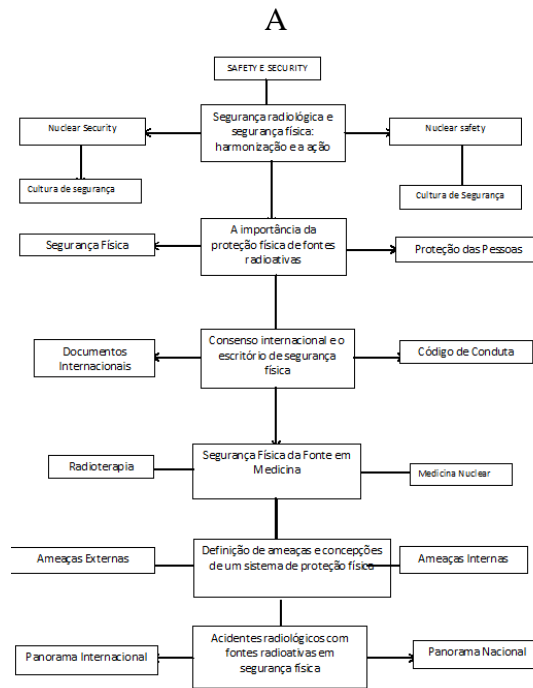 A
SAFETY E SECURITY
Nuclear Security
Segurança radiológica e
segurança física:
harmonização e a ação
Nuclear safety
Cultura de segurança
Cultura de Segurança
Segurança Física
A importância da
proteção física de fontes
radioativas
Proteção das Pessoas
Documentos
Internacionais
Consenso internacional e o
escritório de segurança
física
Código de Conduta
Radioterapia
Segurança Física da Fonte em
Medicina
Medicina Nuclear
Ameaças Externas
Definição de ameaças e concepções
de um sistema de proteção física
Ameaças Internas
Panorama Internacional
Acidentes radiológicos com
fontes radioativas em
segurança física
Panorama Nacional